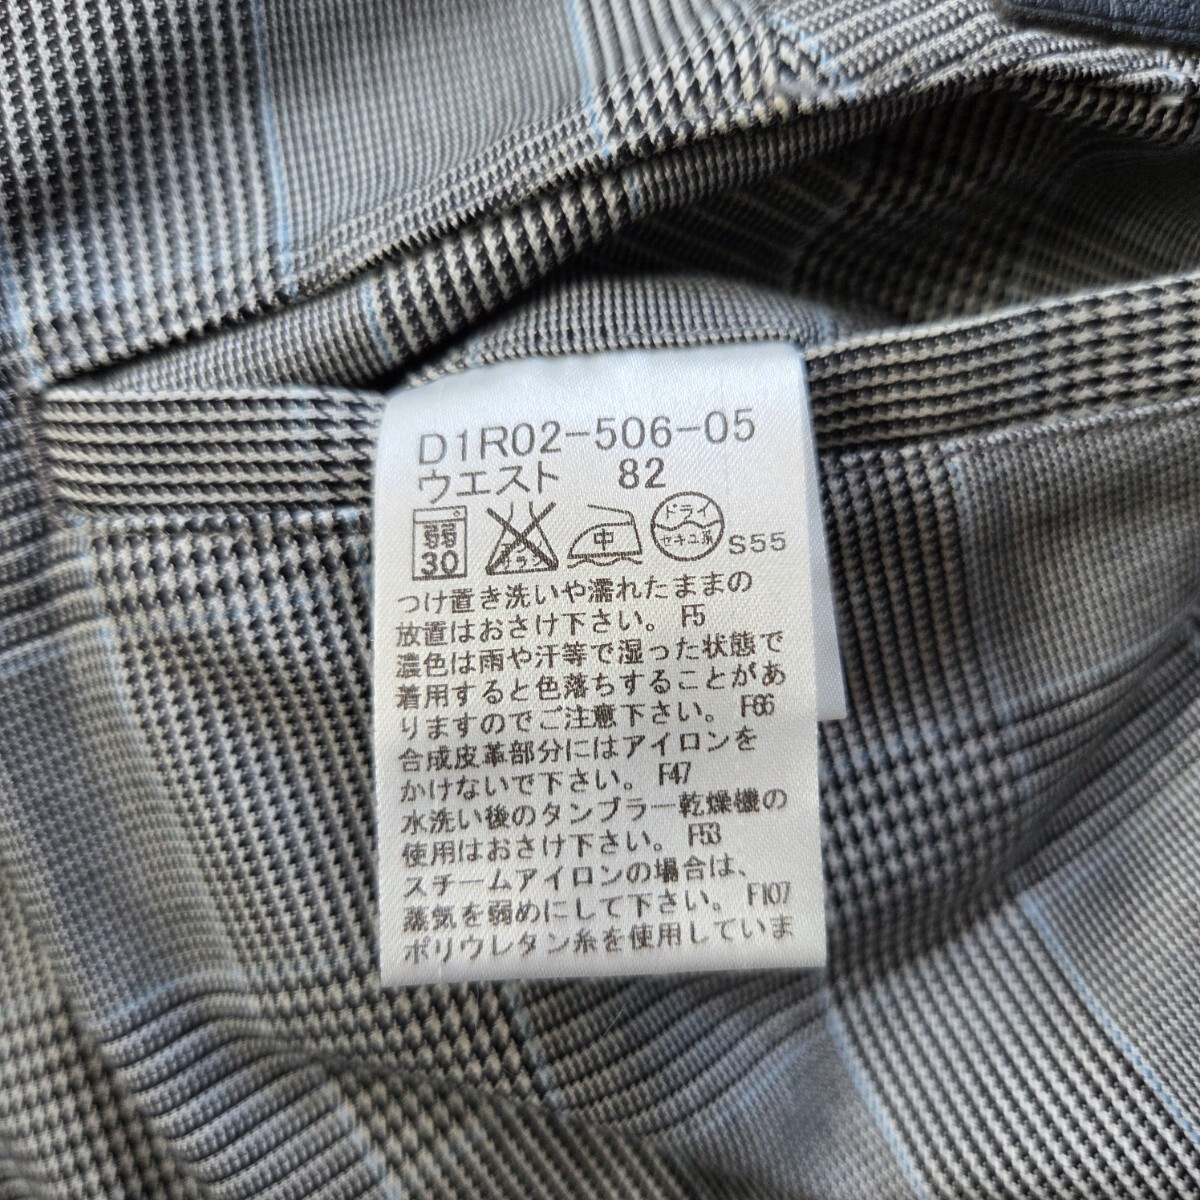 D1R02-506-05
ウエスト 82
弱 30 エンソサラシ 中 ドライ セキユ系 S55
つけ置き洗いや濡れたままの
放置はおさけ下さい。 F5
濃色は雨や汗等で湿った状態で
着用すると色落ちすることがあ
りますのでご注意下さい。 F66
合成皮革部分にはアイロンを
かけないで下さい。 F47
水洗い後のタンブラー乾燥機の
使用はおさけ下さい。 F53
スチームアイロンの場合は、
蒸気を弱めにして下さい。 F107
ポリウレタン糸を使用していま